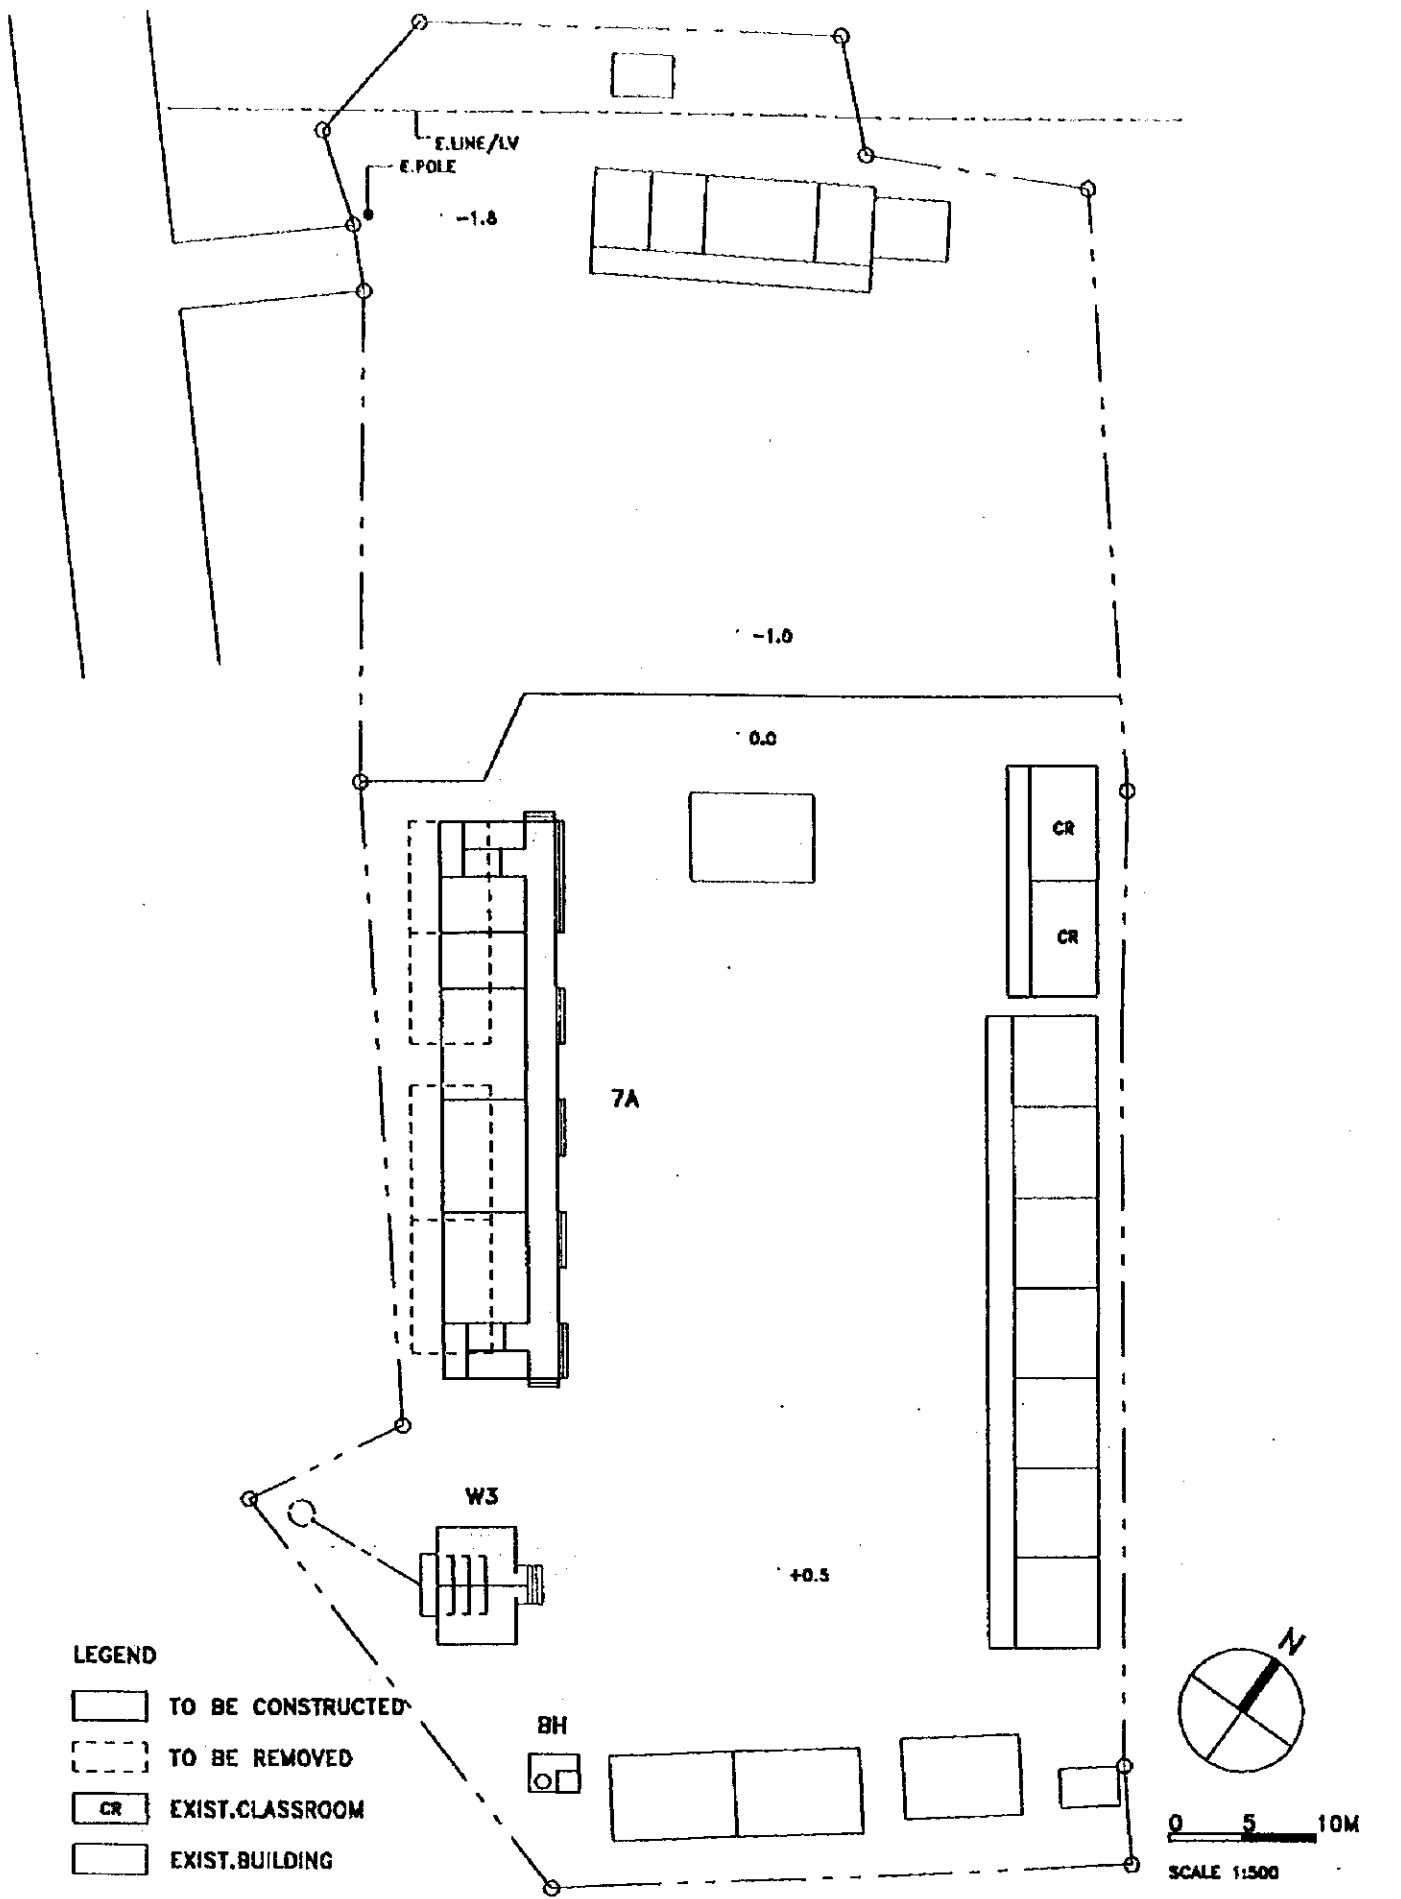 E.LINE/LV
E.POLE
-1.8
-1.0
0.0
CR
CR
7A
W3
+0.5
LEGEND
TO BE CONSTRUCTED
TO BE REMOVED
CR EXIST.CLASSROOM
EXIST.BUILDING
BH
N
0 5 10M
SCALE 1:500